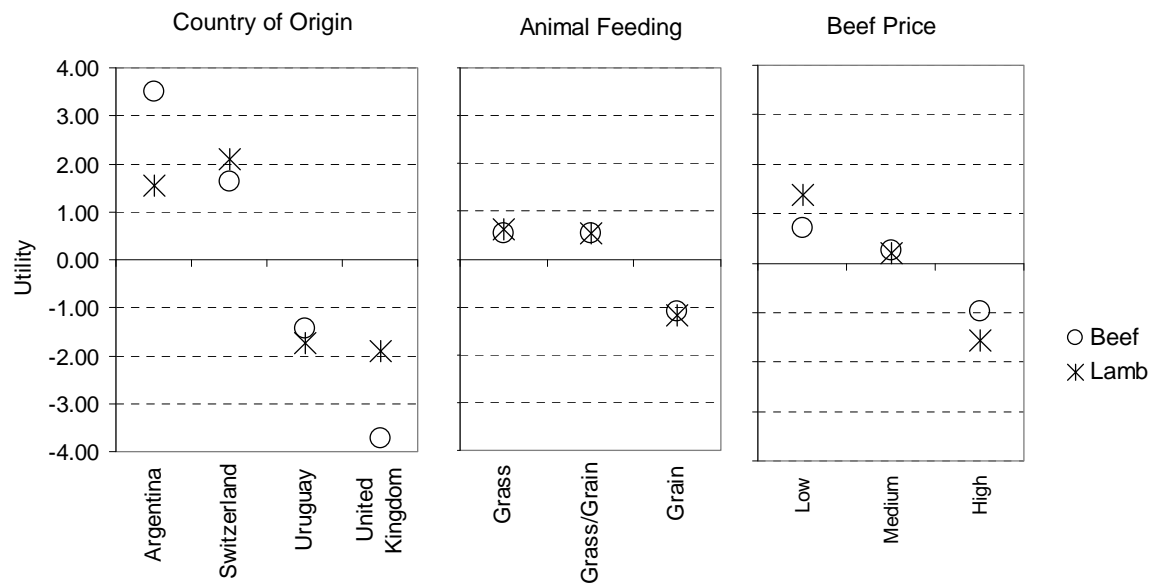 Country of Origin
Animal Feeding
Beef Price
4.00
3.00
2.00
1.00
0.00
-1.00
-2.00
-3.00
-4.00
Utility
Argentina
Switzerland
Uruguay
United
Kingdom
Grass
Grass/Grain
Grain
Low
Medium
High
Beef
Lamb